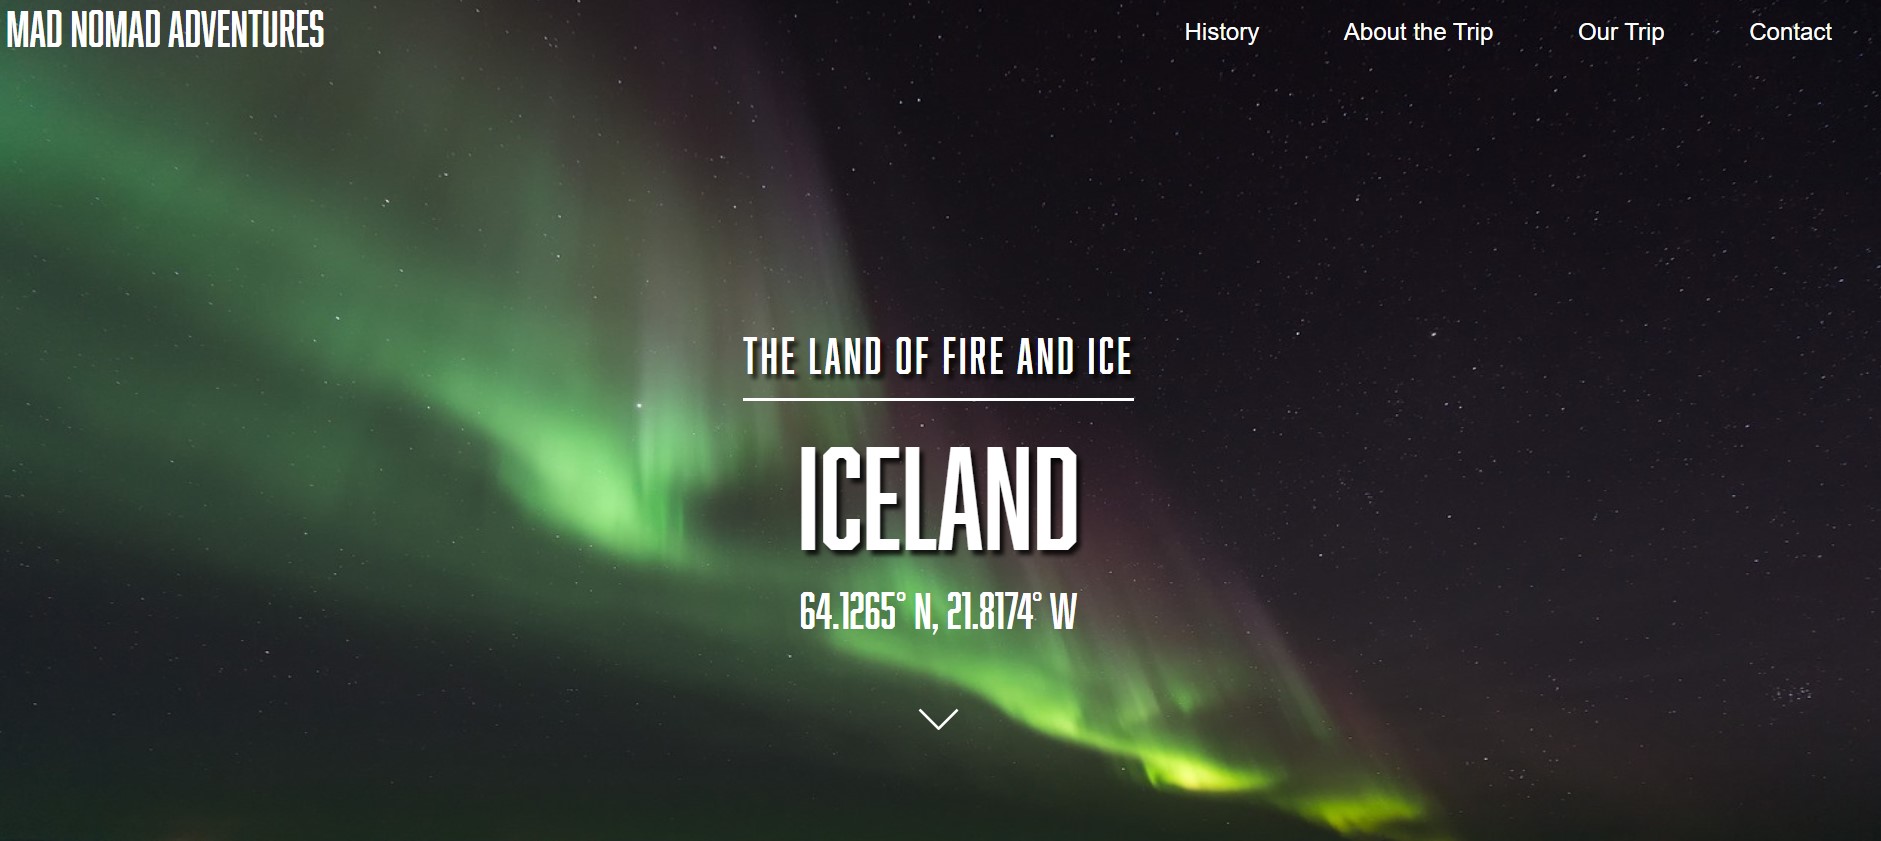 MAD NOMAD ADVENTURES
History
About the Trip
Our Trip
Contact
THE LAND OF FIRE AND ICE
ICELAND
64.1265° N, 21.8174° W